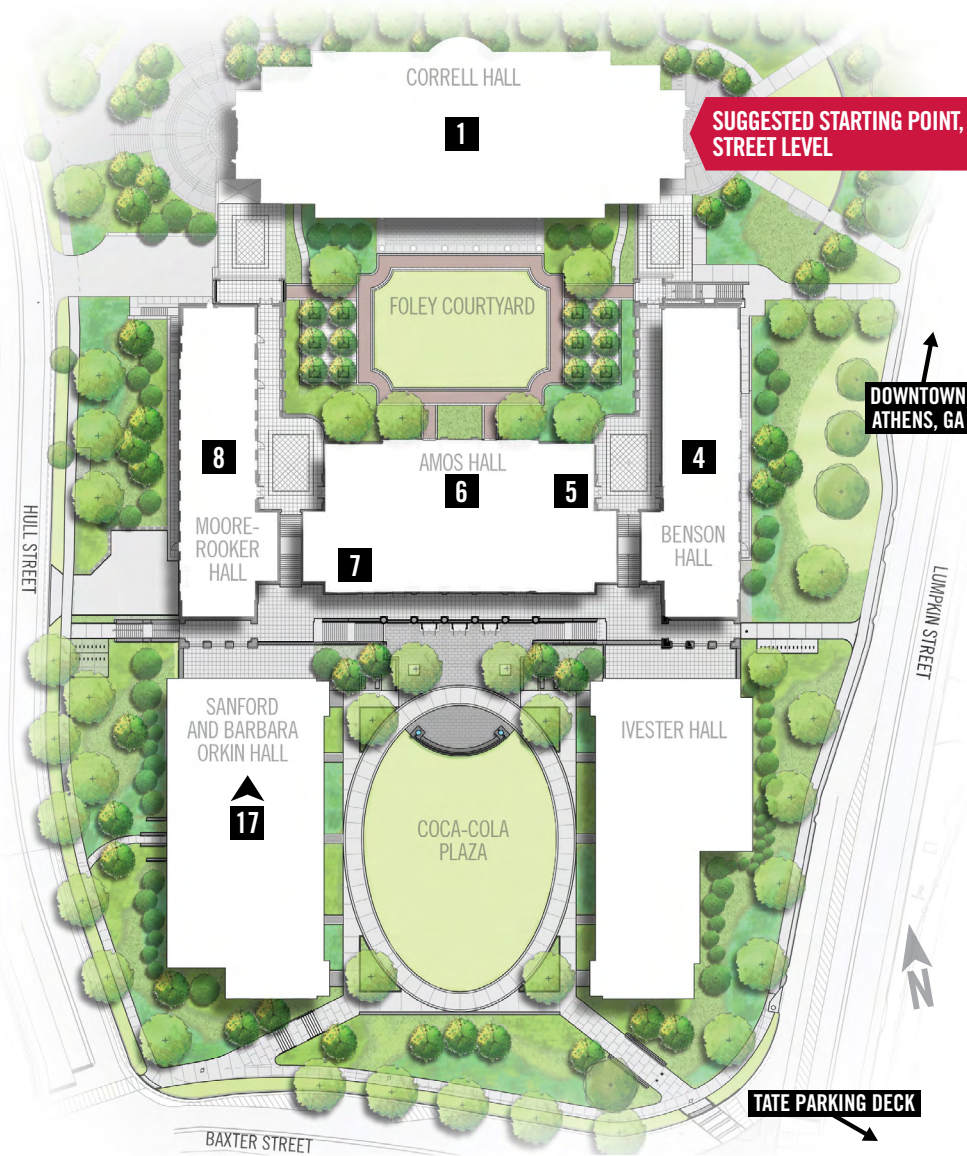 CORRELL HALL
1
SUGGESTED STARTING POINT,
STREET LEVEL
FOLEY COURTYARD
DOWNTOWN
ATHENS, GA
8
AMOS HALL
6
5
4
MOORE-
ROOKER
HALL
7
BENSON
HALL
HULL STREET
LUMPKIN STREET
SANFORD
AND BARBARA
ORKIN HALL
17
IVESTER HALL
COCA-COLA
PLAZA
N
TATE PARKING DECK
BAXTER STREET